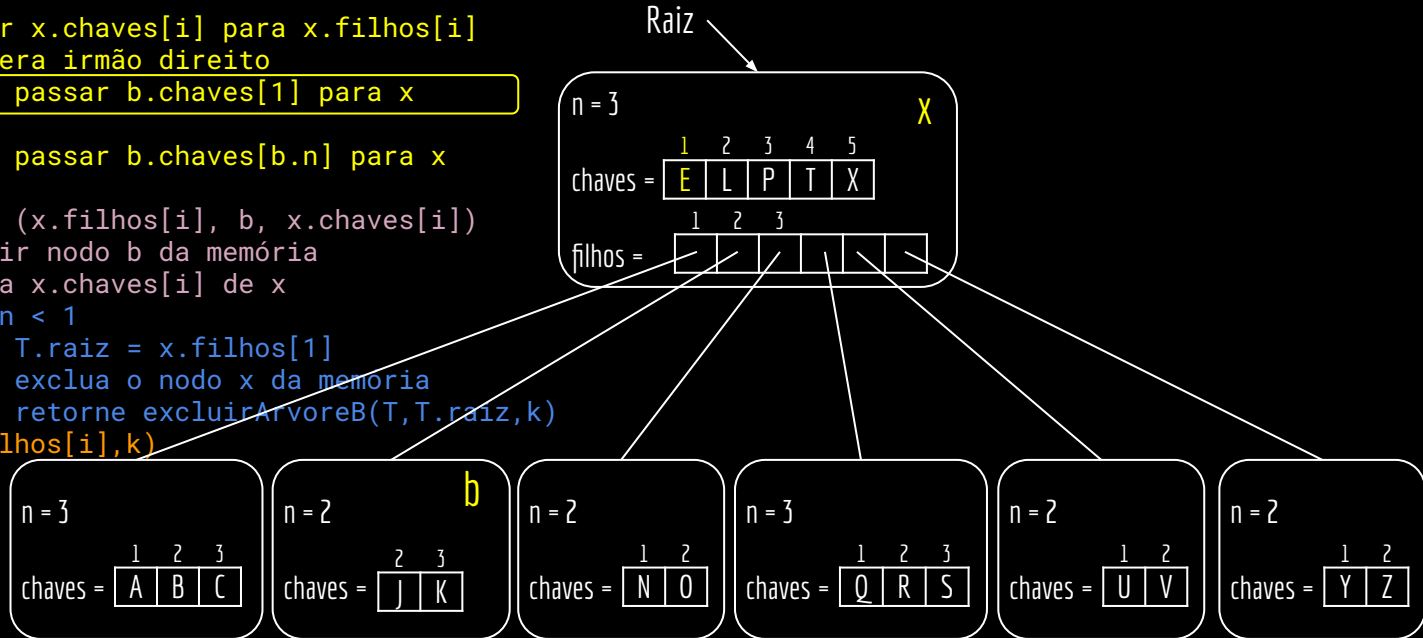 r x.chaves[i] para x.filhos[i]
era irmão direito
passar b.chaves[1] para x
passar b.chaves[b.n] para x
(x.filhos[i], b, x.chaves[i])
ir nodo b da memória
a x.chaves[i] de x
n < 1
T.raiz = x.filhos[1]
exclua o nodo x da memória
retorne excluirArvoreB(T,T.raiz,k)
lhos[i],k)
Raiz
n = 3
X
1 2 3 4 5
chaves = E L P T X
1 2 3
filhos =
n = 3
1 2 3
chaves = A B C
b
n = 2
2 3
chaves = J K
n = 2
1 2
chaves = N O
n = 3
1 2 3
chaves = Q R S
n = 2
1 2
chaves = U V
n = 2
1 2
chaves = Y Z